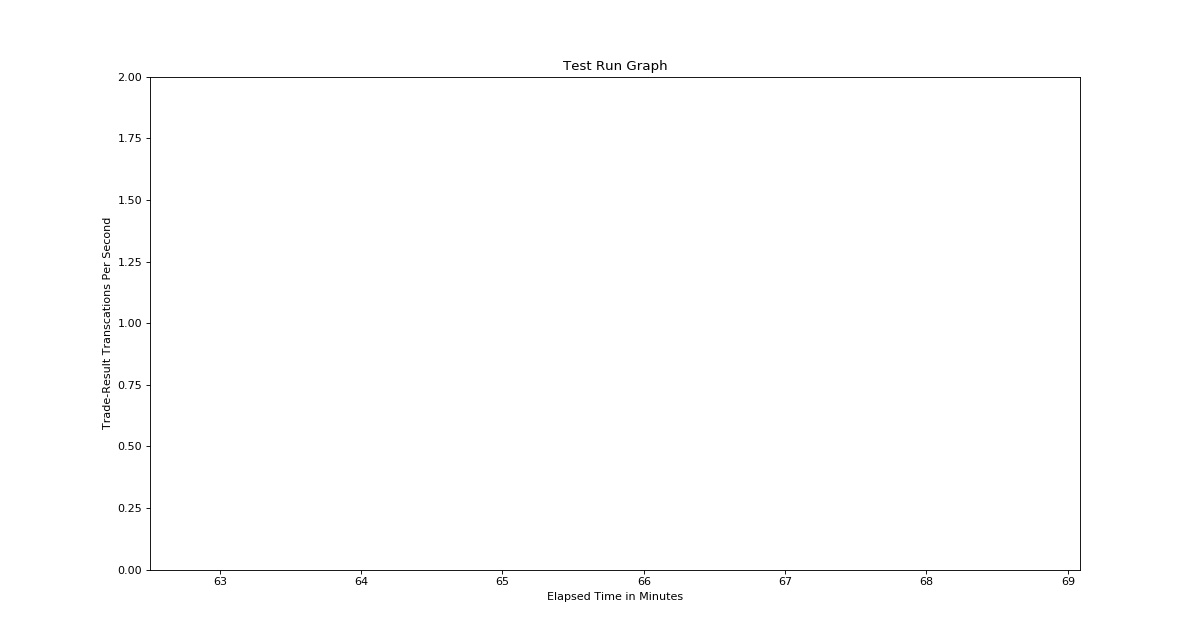 Test Run Graph
2.00
1.75
1.50
1.25
1.00
0.75
0.50
0.25
0.00
Trade-Result Transcations Per Second
63 64 65 66 67 68 69
Elapsed Time in Minutes